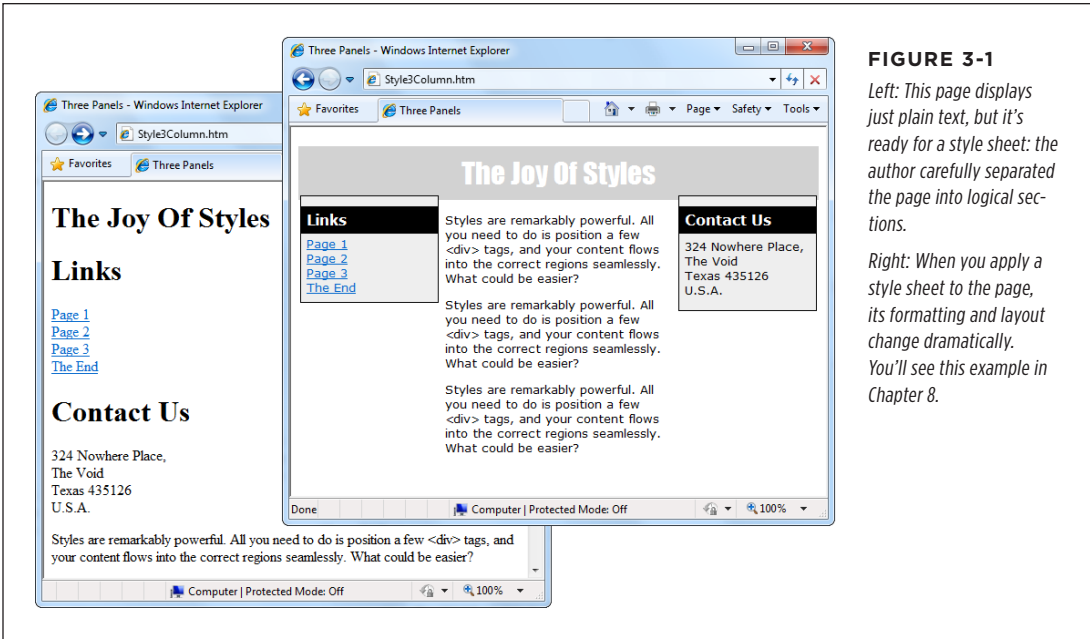 Three Panels - Windows Internet Explorer
Style3Column.htm
Favorites
Three Panels
The Joy Of Styles
Links
Page 1
Page 2
Page 3
The End
Contact Us
324 Nowhere Place,
The Void
Texas 435126
U.S.A.
Styles are remarkably powerful. All you need to do is position a few <div> tags, and
your content flows into the correct regions seamlessly. What could be easier?
Computer | Protected Mode: Off
100%
Three Panels - Windows Internet Explorer
Style3Column.htm
Favorites
Three Panels
Page
Safety
Tools
The Joy Of Styles
Links
Page 1
Page 2
Page 3
The End
Styles are remarkably powerful. All
you need to do is position a few
<div> tags, and your content flows
into the correct regions seamlessly.
What could be easier?
Styles are remarkably powerful. All
you need to do is position a few
<div> tags, and your content flows
into the correct regions seamlessly.
What could be easier?
Styles are remarkably powerful. All
you need to do is position a few
<div> tags, and your content flows
into the correct regions seamlessly.
What could be easier?
Contact Us
324 Nowhere Place,
The Void
Texas 435126
U.S.A.
Done
Computer | Protected Mode: Off
100%
FIGURE 3-1
Left: This page displays
just plain text, but it's
ready for a style sheet: the
author carefully separated
the page into logical sec-
tions.
Right: When you apply a
style sheet to the page,
its formatting and layout
change dramatically.
You'll see this example in
Chapter 8.